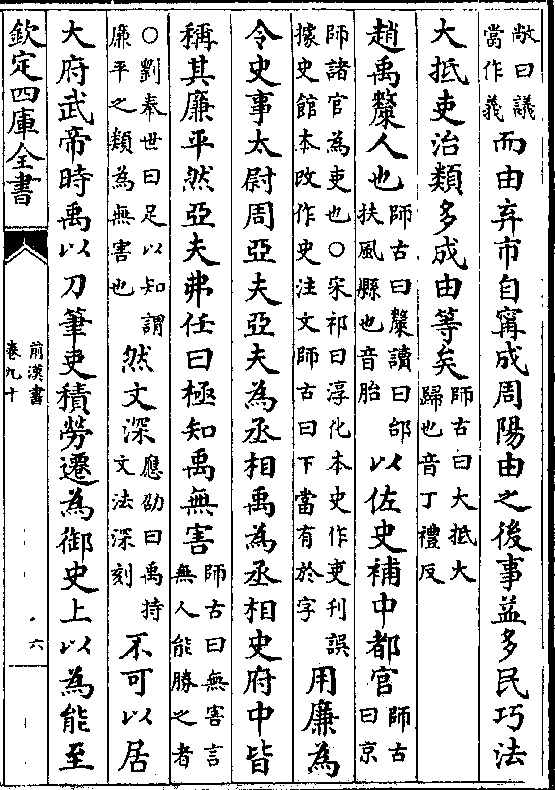 敞曰議當作義而由弃市自寗成周陽由之後事益多民巧法
大抵吏治類多成由等矣師古曰大抵大歸也音丁禮反
趙禹斄人也師古曰斄讀曰邰扶風縣也音胎以佐史補中都官師古曰京
師諸官為吏也○宋祁曰淳化本史作吏刊誤據史館本改作史注文師古曰下當有於字用廉為
令史事太尉周亞夫亞夫為丞相禹為丞相史府中皆
稱其廉平然亞夫弗任曰極知禹無害師古曰無害言無人能勝之者
○劉奉世曰足以知謂廉平之類為無害也然文深應劭曰禹持文法深刻不可以居
大府武帝時禹以刀筆吏積勞遷為御史上以為能至
欽定四庫全書
前漢書
卷九十
六